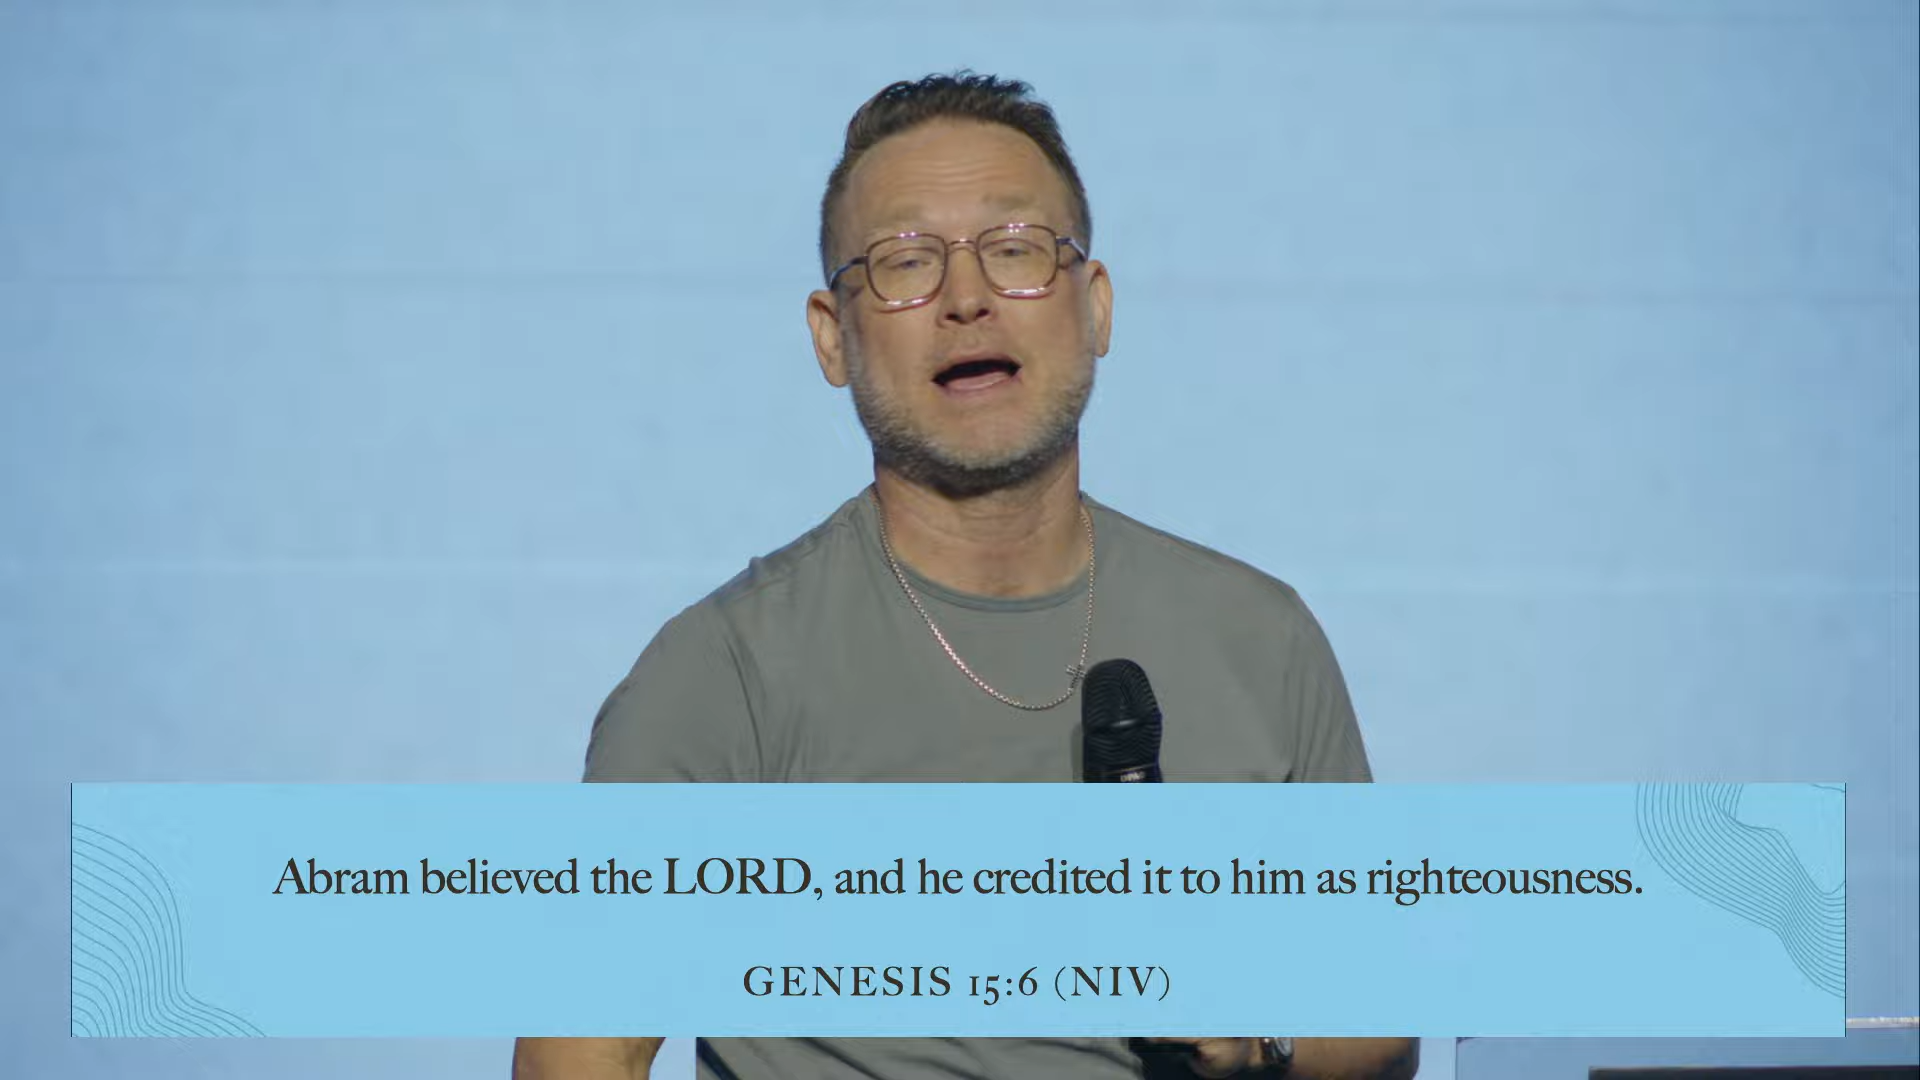 Abram believed the LORD, and he credited it to him as righteousness.
GENESIS 15:6 (NIV)